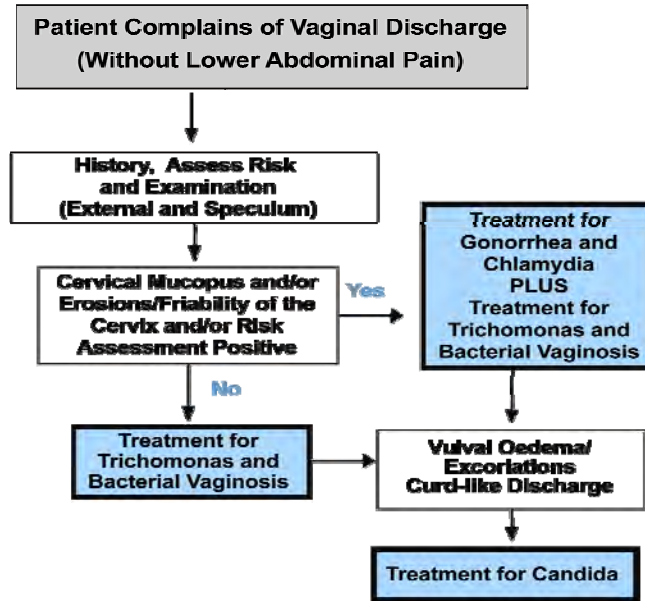 Patient Complains of Vaginal Discharge
(Without Lower Abdominal Pain)
History, Assess Risk
and Examination
(External and Speculum)
Cervical Mucopus and/or
Erosions/Friability of the
Cervix and/or Risk
Assessment Positive
Yes
Treatment for
Gonorrhea and
Chlamydia
PLUS
Treatment for
Trichomonas and
Bacterial Vaginosis
No
Treatment for
Trichomonas and
Bacterial Vaginosis
Vulval Oedema/
Excoriations
Curd-like Discharge
Treatment for Candida